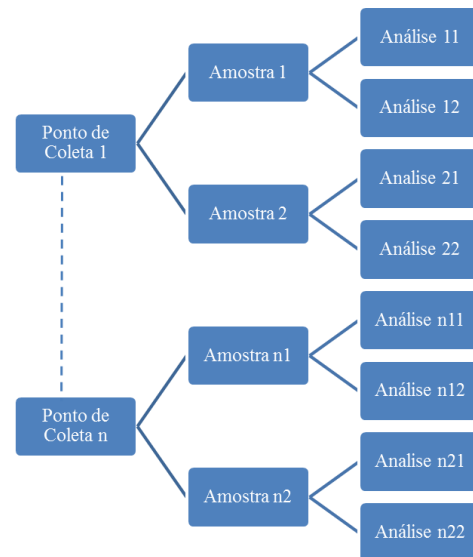 Análise 11
Amostra 1
Análise 12
Ponto de
Coleta 1
Analise 21
Amostra 2
Análise 22
Análise n11
Amostra n1
Análise n12
Ponto de
Coleta n
Analise n21
Amostra n2
Análise n22